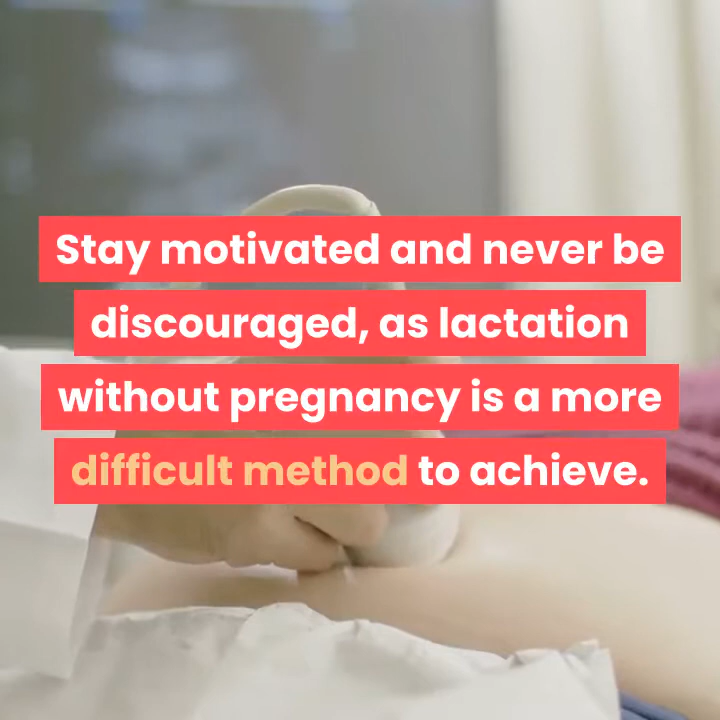 Stay motivated and never be
discouraged, as lactation
without pregnancy is a more
difficult method to achieve.